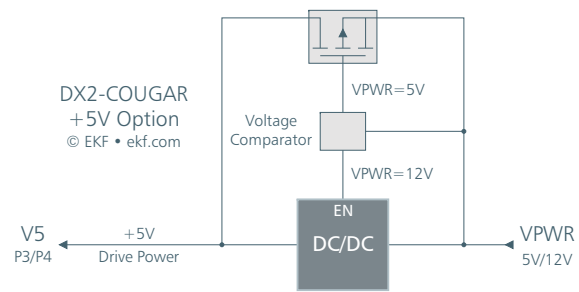 VPWR=5V
DX2-COUGAR
+5V Option
© EKF • ekf.com
Voltage
Comparator
VPWR=12V
EN
DC/DC
V5
P3/P4
+5V
Drive Power
VPWR
5V/12V